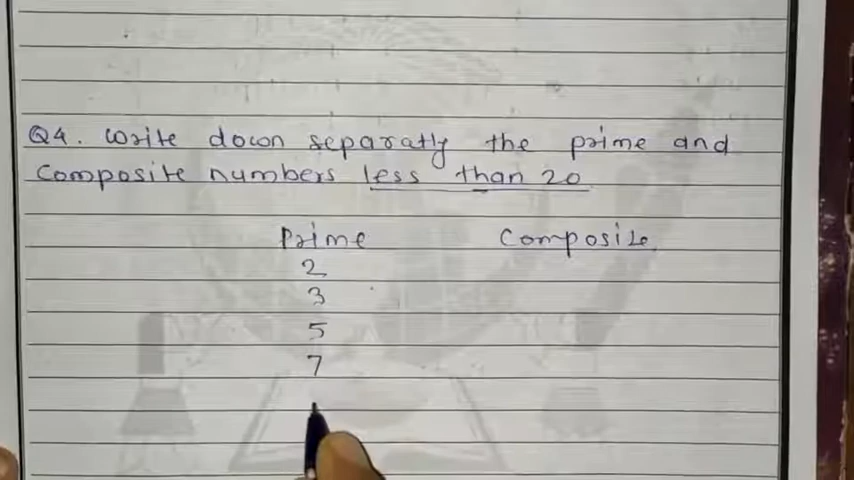 Q4. Write down separatly the prime and
Composite numbers less than 20
Prime Composite
2
3
5
7